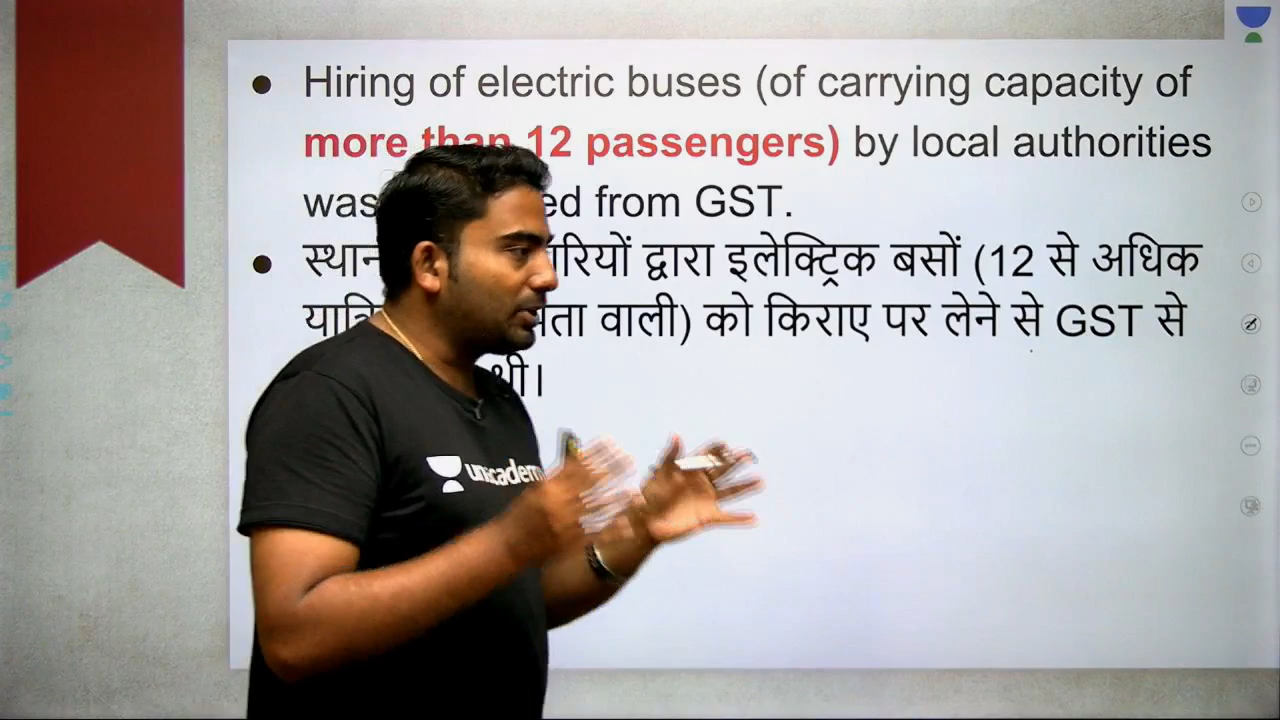 Hiring of electric buses (of carrying capacity of
more than 12 passengers) by local authorities
was from GST.
द्वारा इलेक्ट्रिक बसों (12 से अधिक
वाली) को किराए पर लेने से GST से
थी।
unacademy